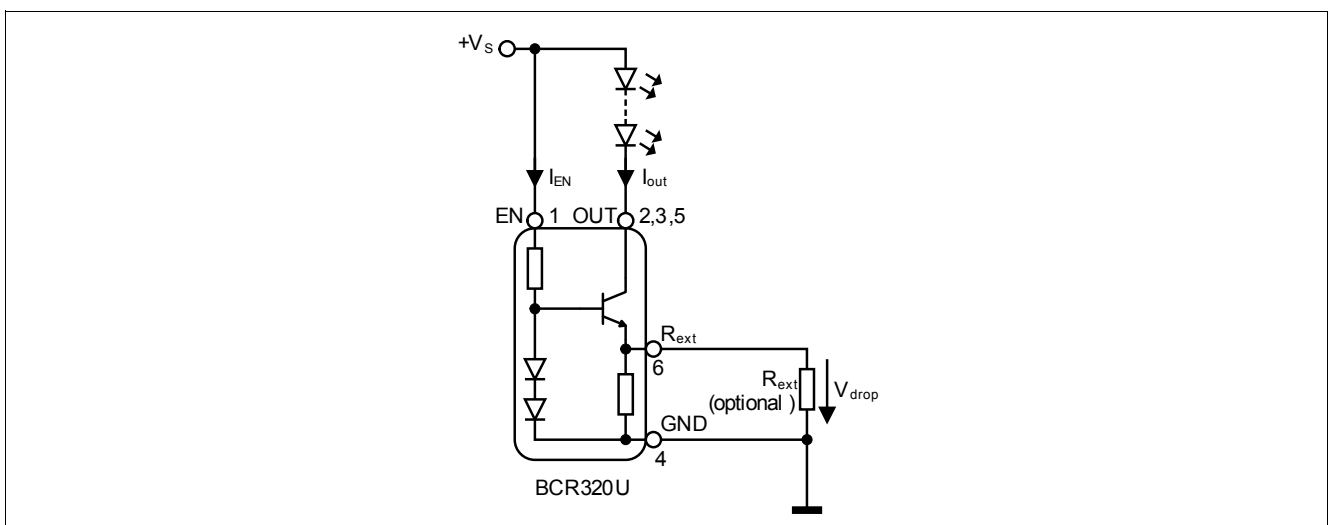 +VS
IEN
Iout
EN 1 OUT 2,3,5
Rext
6
Rext
(optional )
Vdrop
GND
4
BCR320U